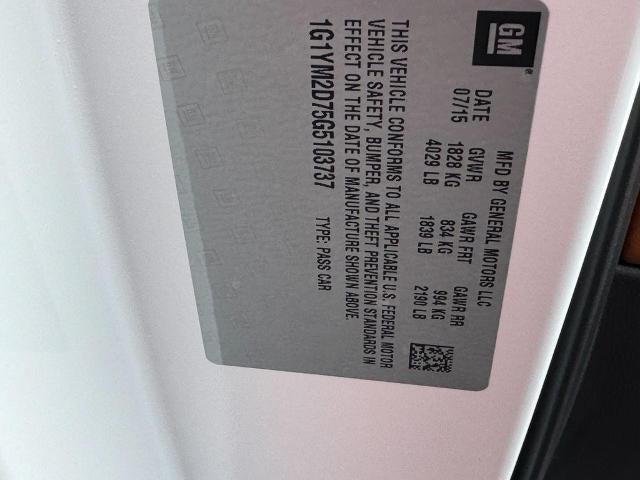 GM
MFD BY GENERAL MOTORS LLC
DATE GVWR GAWR FRT GAWR RR
07/15 1828 KG 834 KG 994 KG
4029 LB 1839 LB 2190 LB
THIS VEHICLE CONFORMS TO ALL APPLICABLE U.S. FEDERAL MOTOR
VEHICLE SAFETY, BUMPER, AND THEFT PREVENTION STANDARDS IN
EFFECT ON THE DATE OF MANUFACTURE SHOWN ABOVE.
1G1YM2D75G5103737 TYPE: PASS CAR